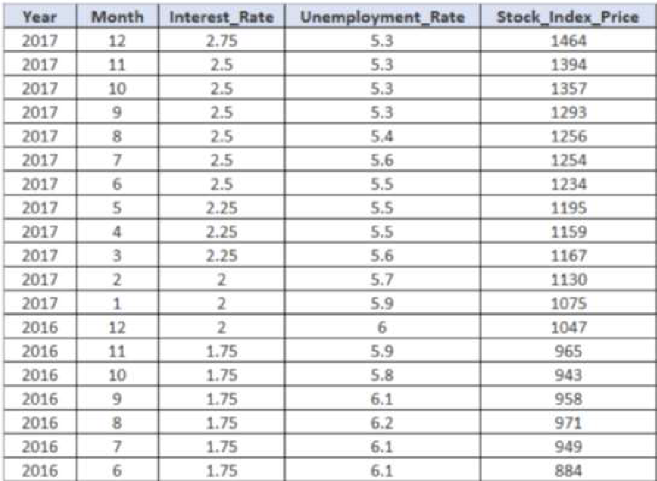 Year Month Interest_Rate Unemployment_Rate Stock_Index_Price
2017 12 2.75 5.3 1464
2017 11 2.5 5.3 1394
2017 10 2.5 5.3 1357
2017 9 2.5 5.3 1293
2017 8 2.5 5.4 1256
2017 7 2.5 5.6 1254
2017 6 2.5 5.5 1234
2017 5 2.25 5.5 1195
2017 4 2.25 5.5 1159
2017 3 2.25 5.6 1167
2017 2 2 5.7 1130
2017 1 2 5.9 1075
2016 12 2 6 1047
2016 11 1.75 5.9 965
2016 10 1.75 5.8 943
2016 9 1.75 6.1 958
2016 8 1.75 6.2 971
2016 7 1.75 6.1 949
2016 6 1.75 6.1 884